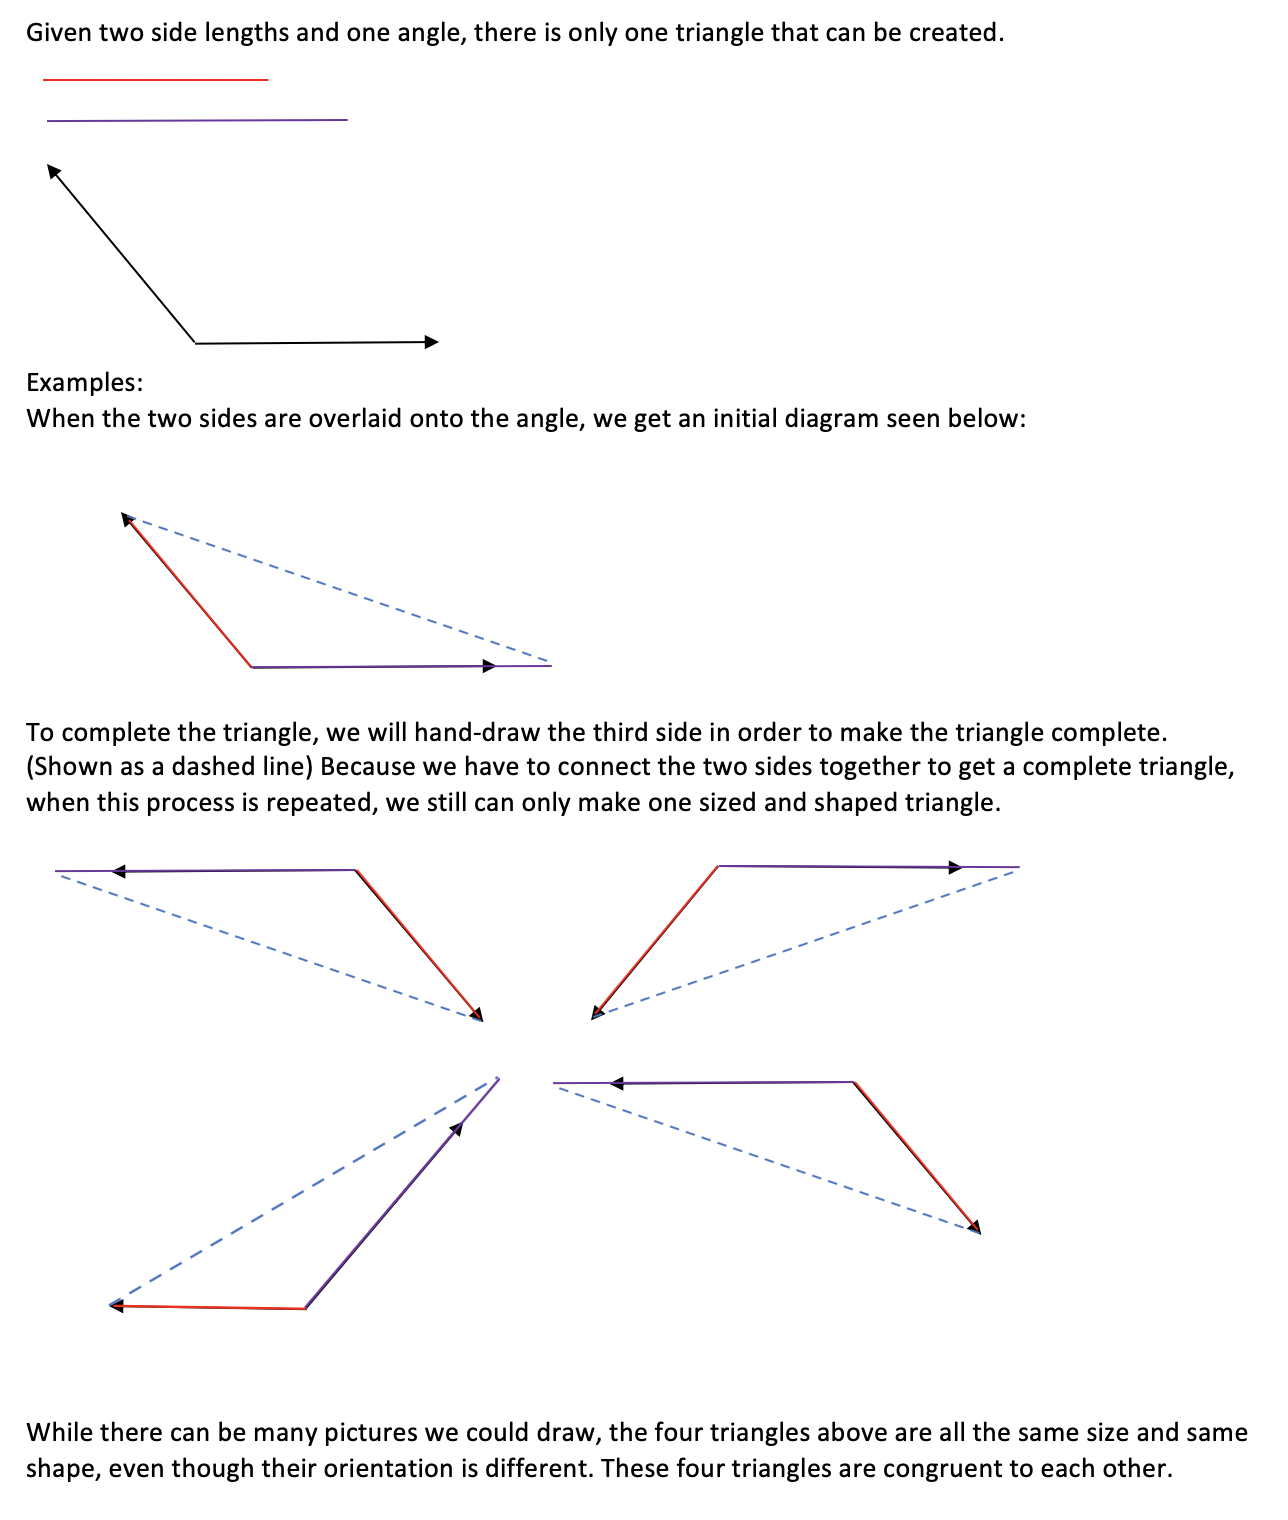 Given two side lengths and one angle, there is only one triangle that can be created.
Examples:
When the two sides are overlaid onto the angle, we get an initial diagram seen below:
To complete the triangle, we will hand-draw the third side in order to make the triangle complete.
(Shown as a dashed line) Because we have to connect the two sides together to get a complete triangle,
when this process is repeated, we still can only make one sized and shaped triangle.
While there can be many pictures we could draw, the four triangles above are all the same size and same
shape, even though their orientation is different. These four triangles are congruent to each other.